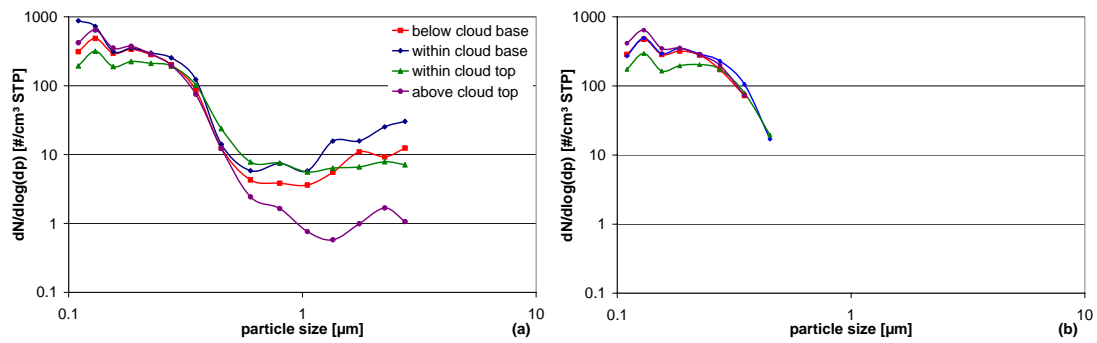 1000
100
10
1
0.1
dN/dlog(dp) [#/cm³ STP]
below cloud base
within cloud base
within cloud top
above cloud top
0.1
1
10
particle size [µm]
(a)
1000
100
10
1
0.1
dN/dlog(dp) [#/cm³ STP]
0.1
1
10
particle size [µm]
(b)